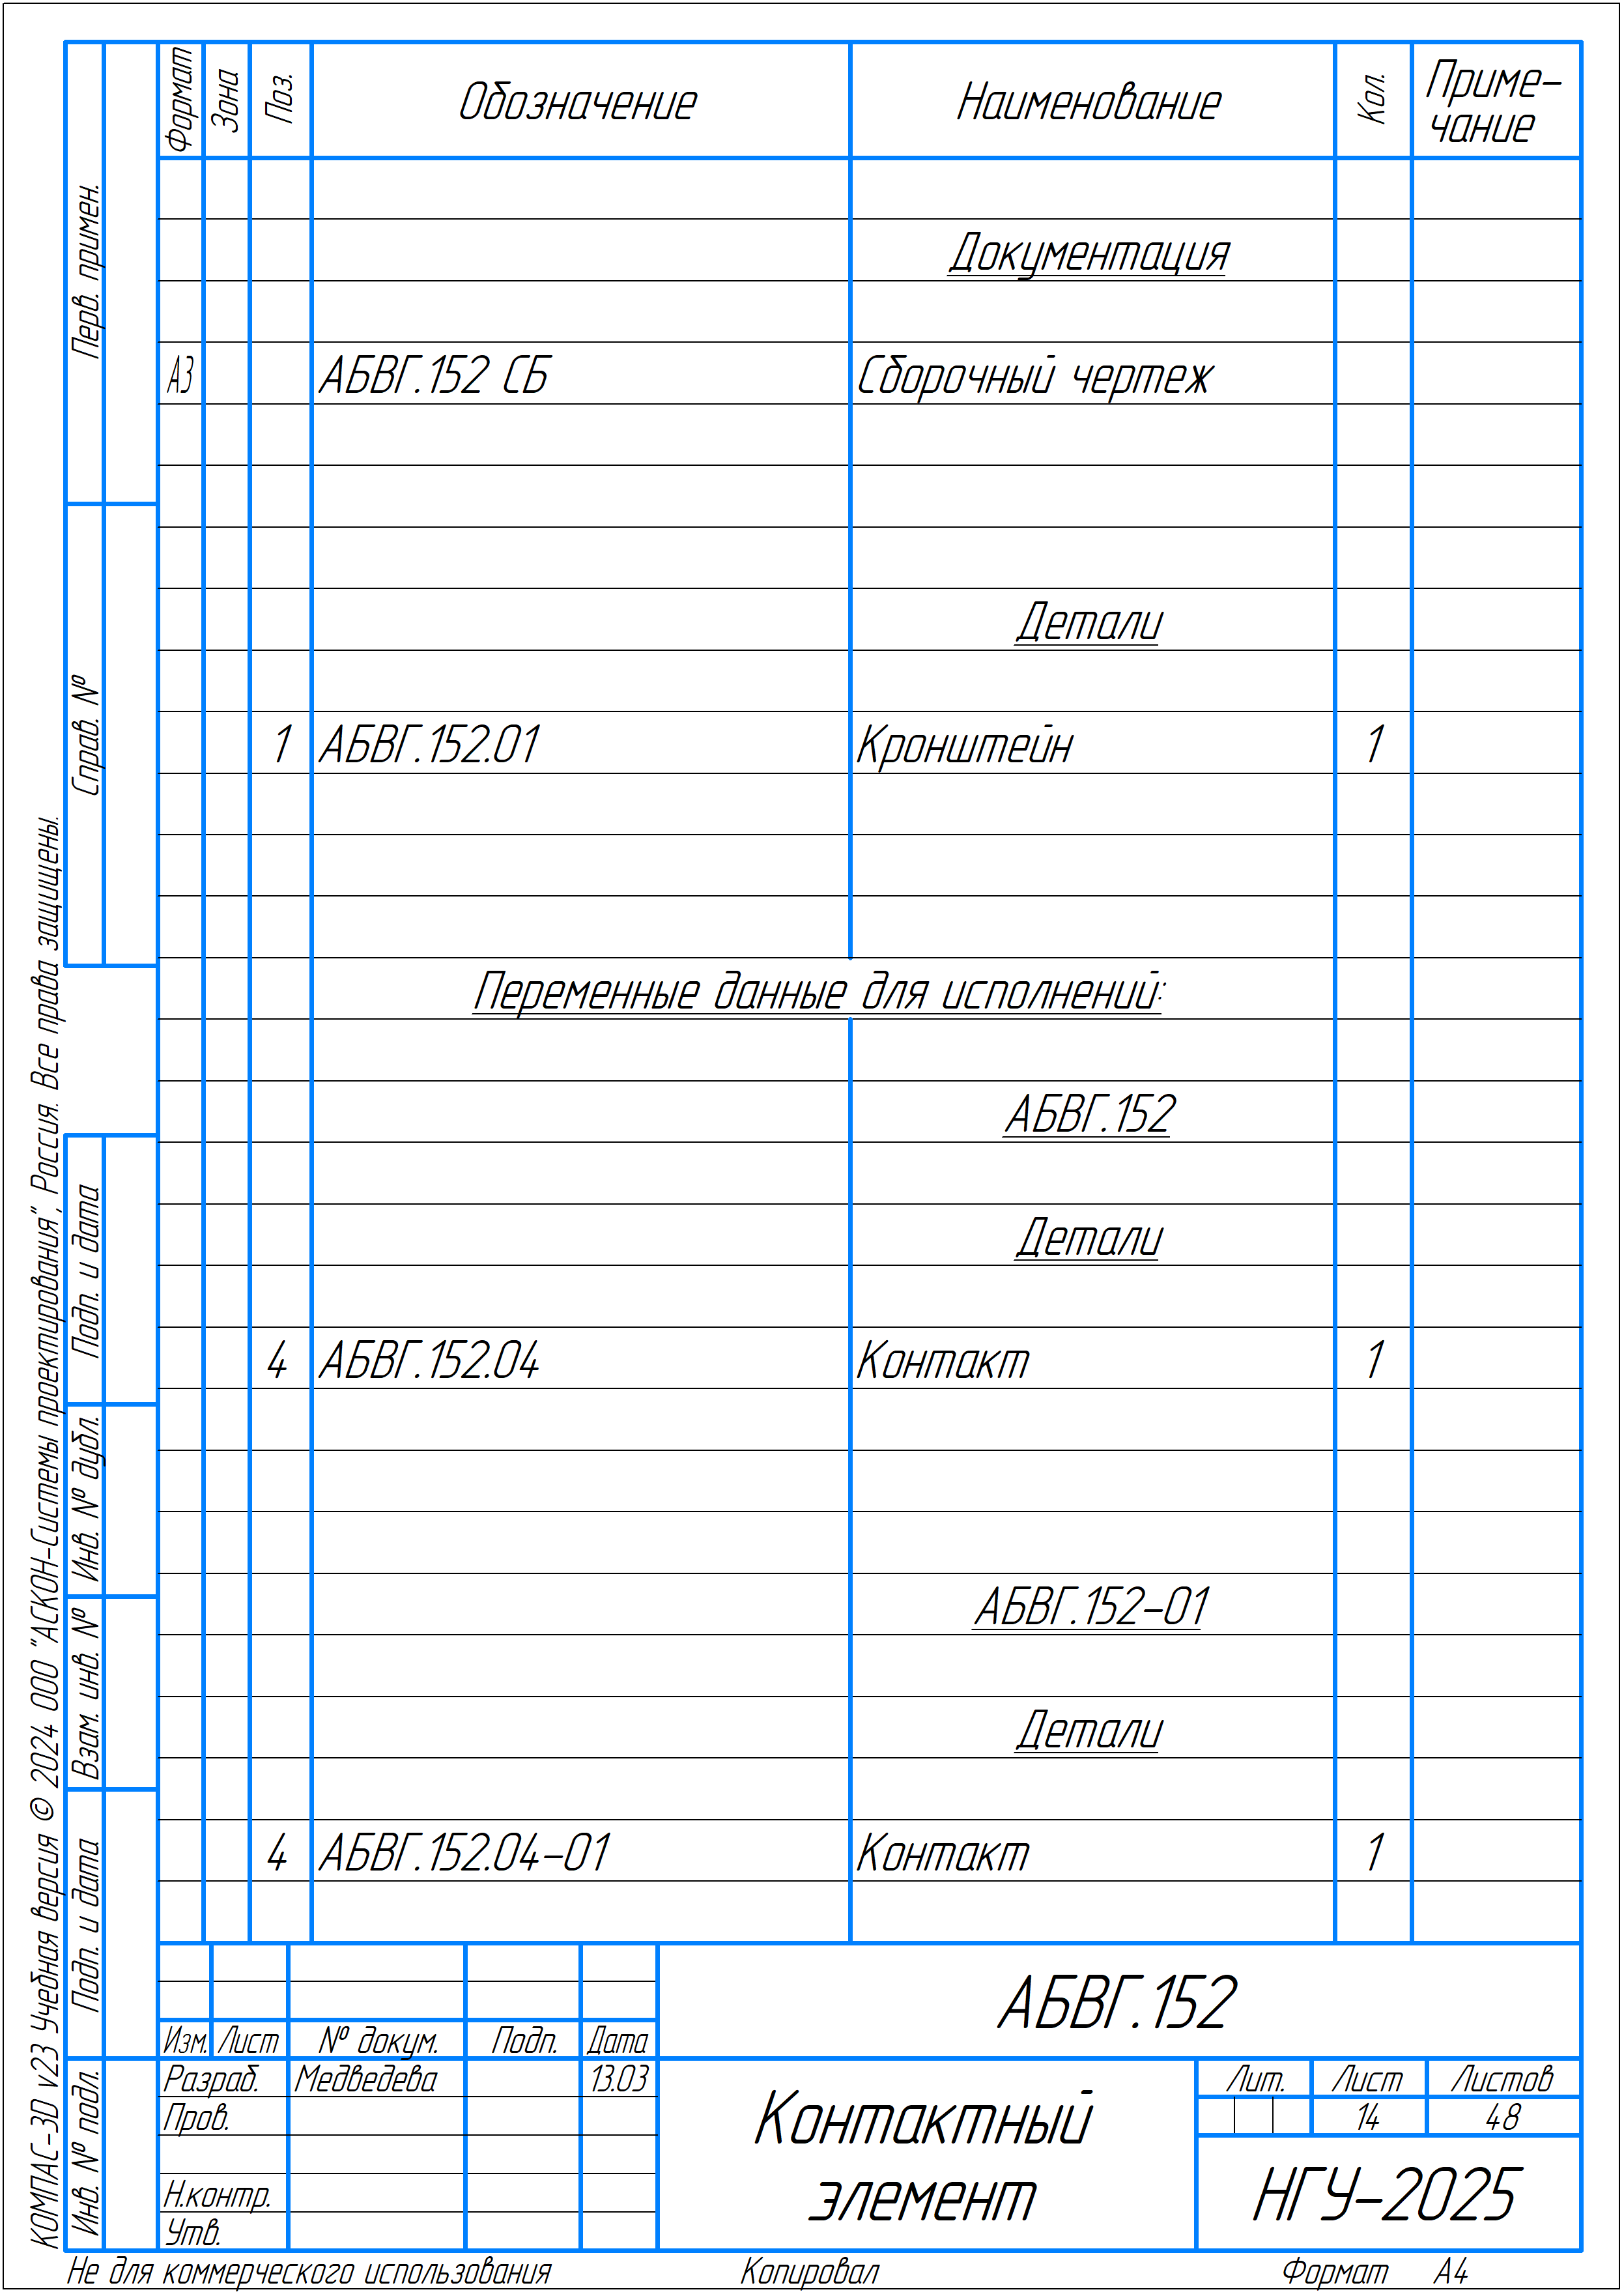 Формат Зона Поз. Обозначение Наименование Кол. Приме-
чание
Документация
А3 АБВГ.152 СБ Сборочный чертеж
Детали
1 АБВГ.152.01 Кронштейн 1
Переменные данные для исполнений:
АБВГ.152
Детали
4 АБВГ.152.04 Контакт 1
АБВГ.152-01
Детали
4 АБВГ.152.04-01 Контакт 1
Перв. примен.
Справ. №
Подп. и дата
Инв. № дубл.
Взам. инв. №
Подп. и дата
Инв. № подл.
КОМПАС-3D v23 Учебная версия © 2024 ООО "АСКОН-Системы проектирования", Россия. Все права защищены.
АБВГ.152
Изм. Лист № докум. Подп. Дата
Разраб. Медведева 13.03
Пров.
Н.контр.
Утв.
Контактный
элемент
Лит. Лист Листов
14 48
НГУ-2025
Не для коммерческого использования Копировал Формат А4